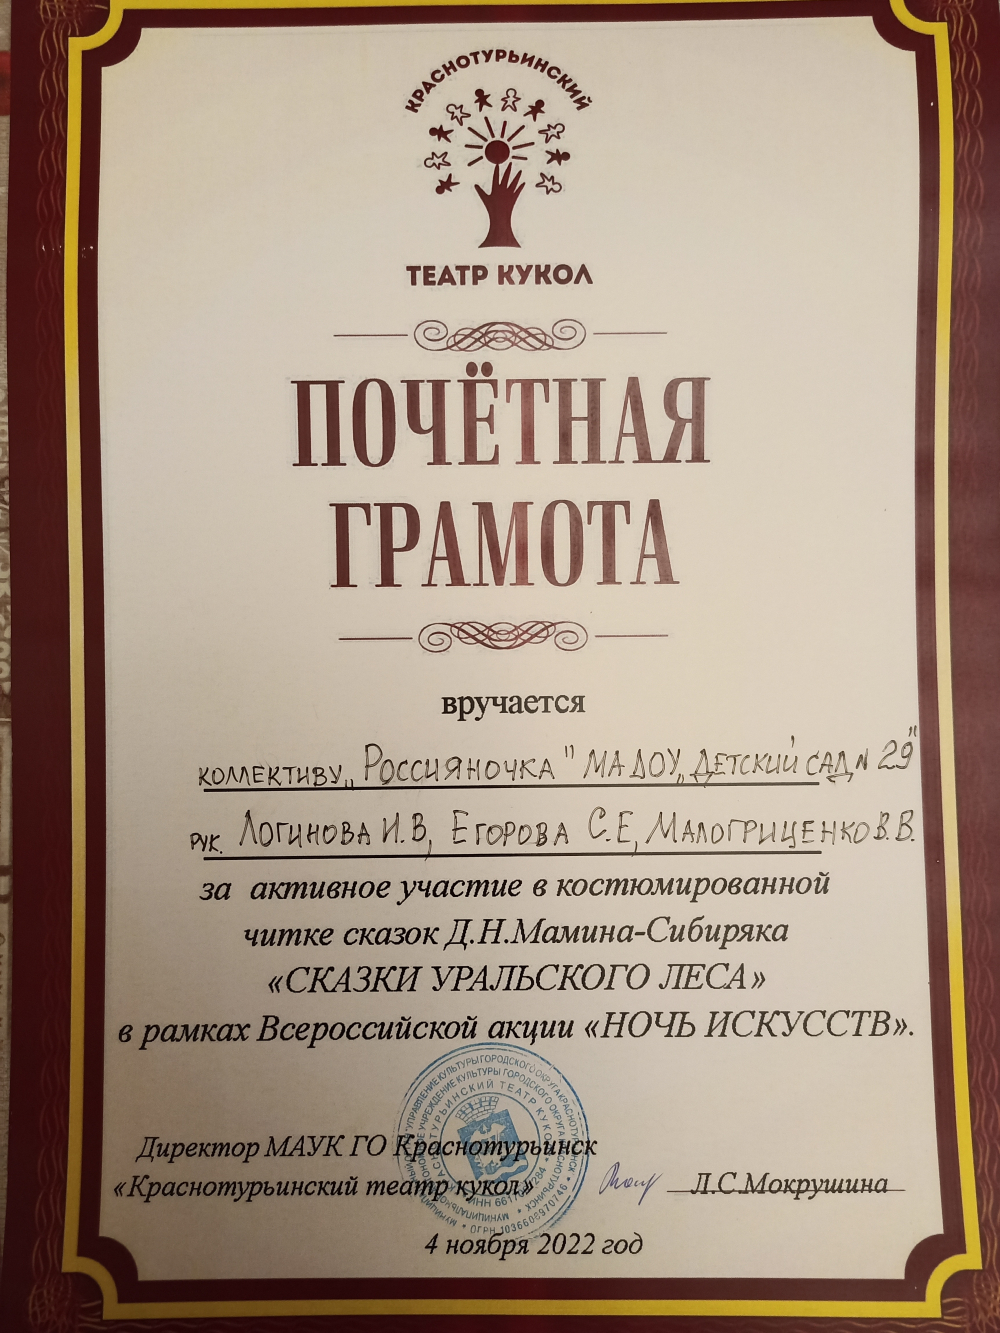 КРАСНОТУРЬИНСКИЙ
ТЕАТР КУКОЛ
ПОЧЁТНАЯ
ГРАМОТА
вручается
коллективу „Россияночка" МАДОУ „Детский сад N 29"
рук. Логинова И.В, Егорова С.Е, Малогриценко В.В.
за активное участие в костюмированной
читке сказок Д.Н.Мамина-Сибиряка
«СКАЗКИ УРАЛЬСКОГО ЛЕСА»
в рамках Всероссийской акции «НОЧЬ ИСКУССТВ».
Директор МАУК ГО Краснотурьинск
«Краснотурьинский театр кукол» Л.С.Мокрушина
4 ноября 2022 год